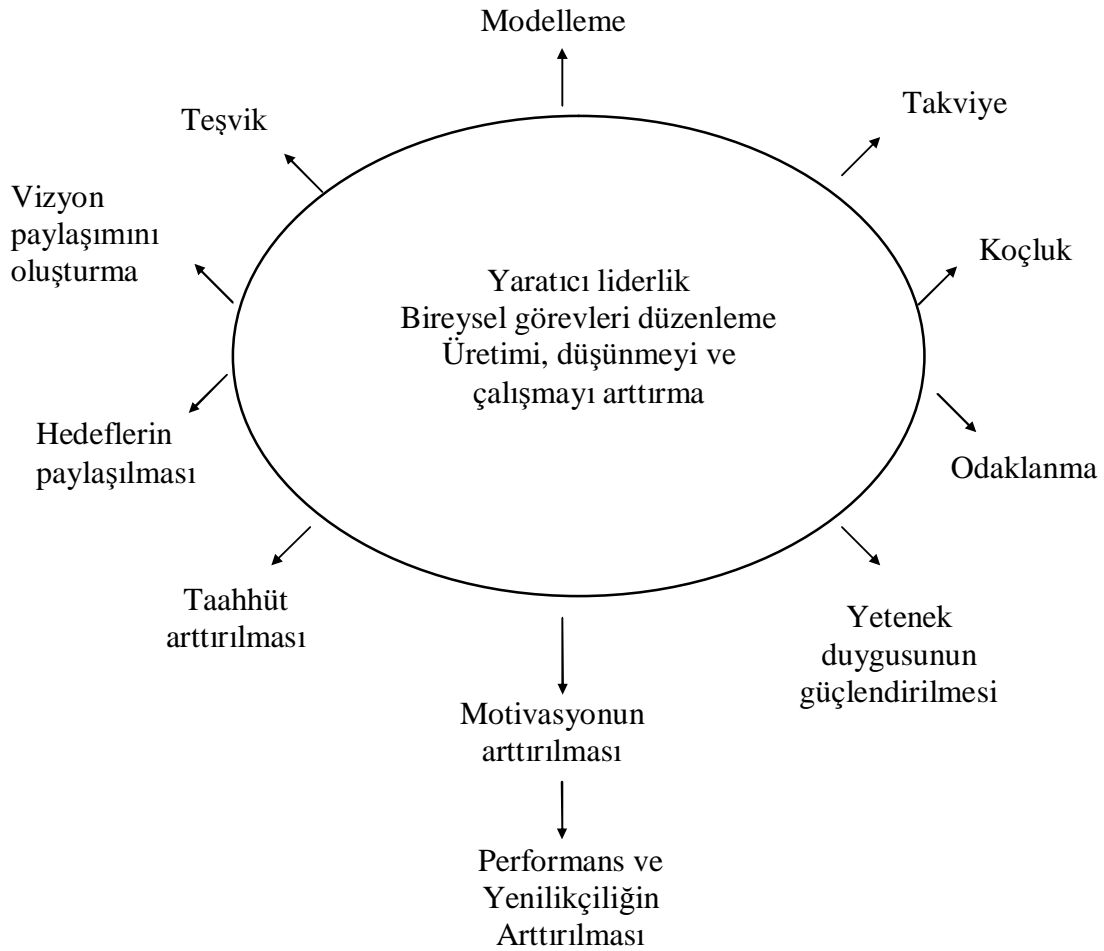 Modelleme
Teşvik
Takviye
Vizyon
paylaşımını
oluşturma
Koçluk
Yaratıcı liderlik
Bireysel görevleri düzenleme
Üretimi, düşünmeyi ve
çalışmayı arttırma
Hedeflerin
paylaşılması
Odaklanma
Taahhüt
arttırılması
Yetenek
duygusunun
güçlendirilmesi
Motivasyonun
arttırılması
Performans ve
Yenilikçiliğin
Arttırılması